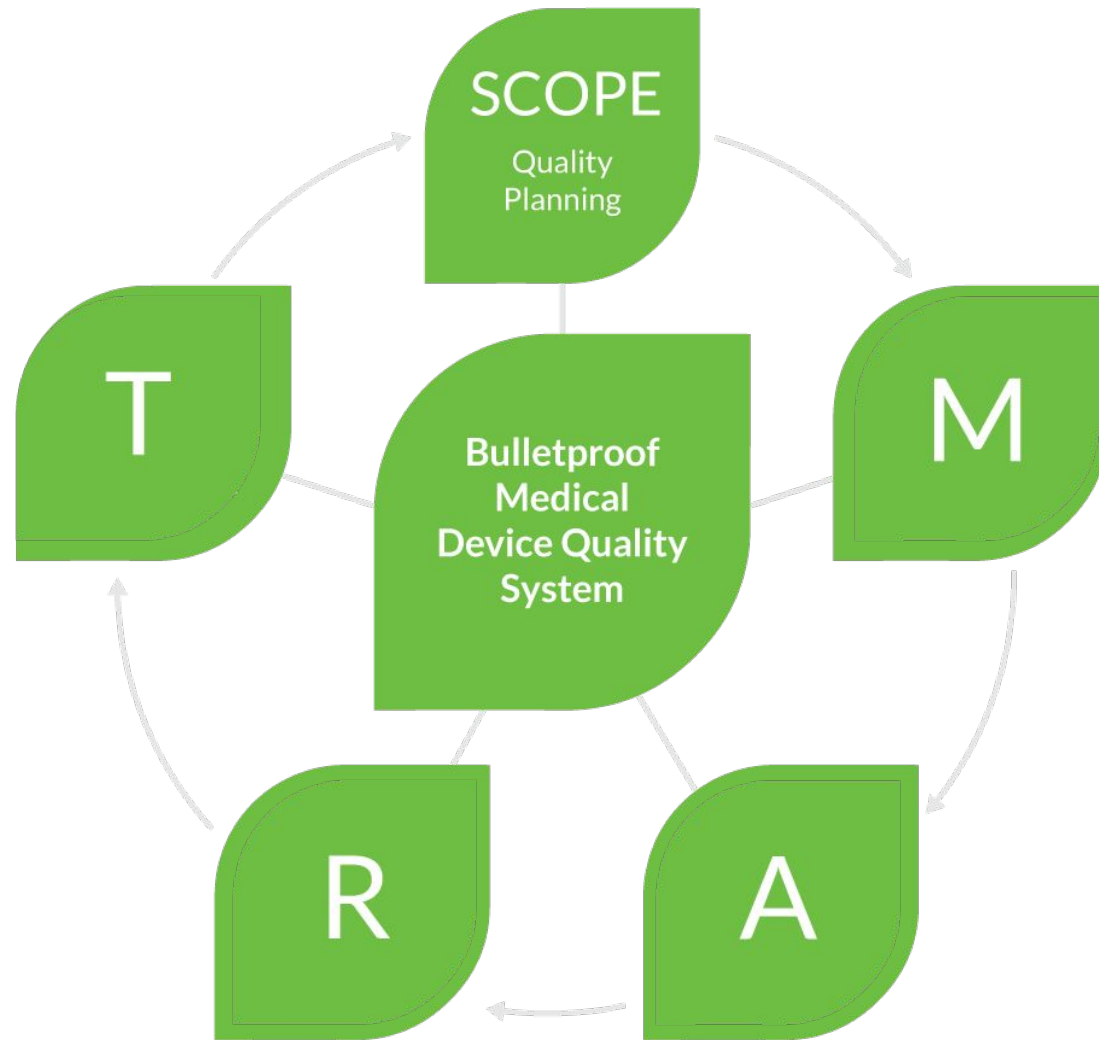 SCOPE
Quality
Planning
T
M
Bulletproof
Medical
Device Quality
System
R
A